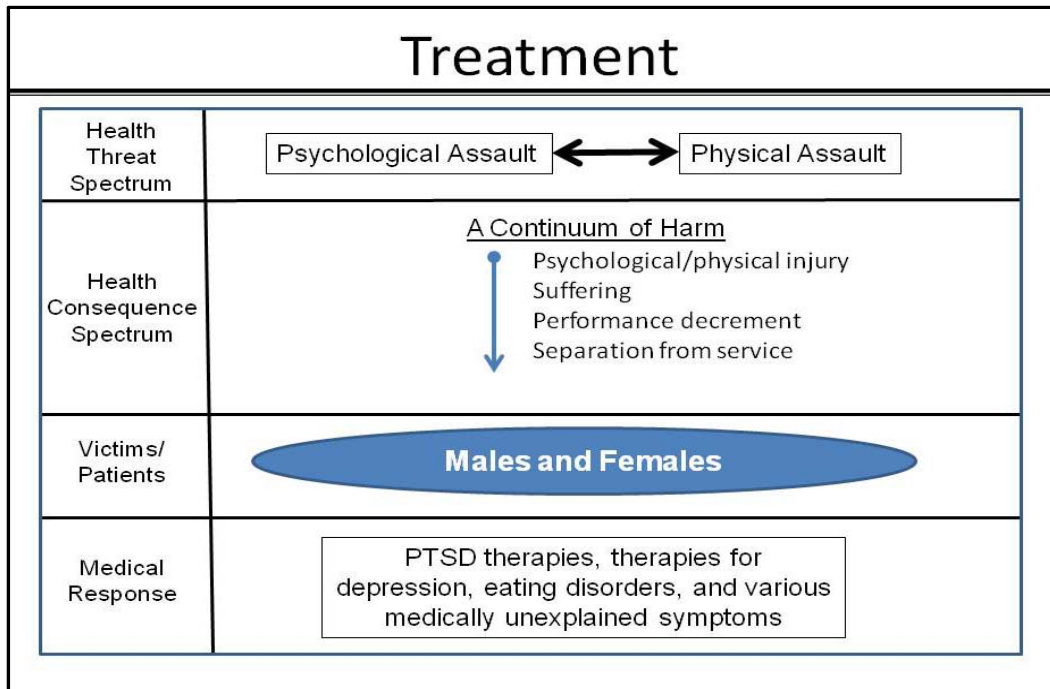 Treatment
Health
Threat
Spectrum
Psychological Assault
Physical Assault
Health
Consequence
Spectrum
A Continuum of Harm
Psychological/physical injury
Suffering
Performance decrement
Separation from service
Victims/
Patients
Males and Females
Medical
Response
PTSD therapies, therapies for
depression, eating disorders, and various
medically unexplained symptoms